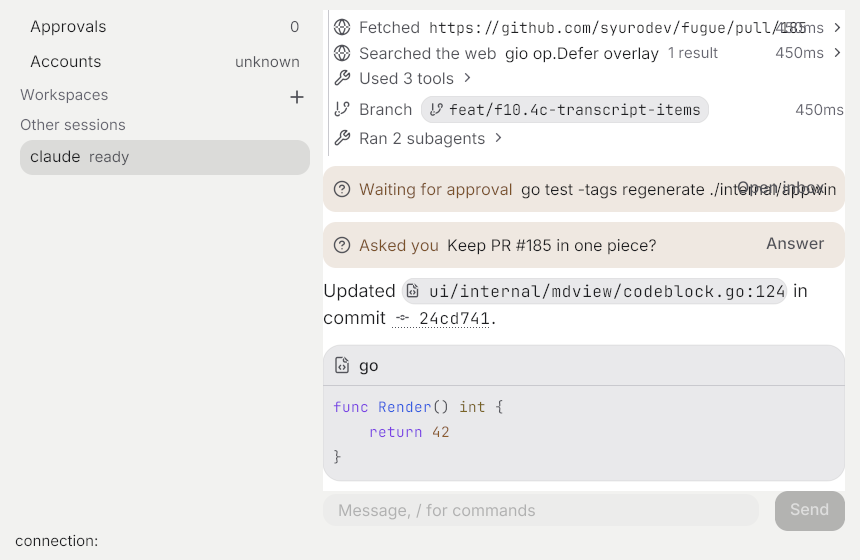 Approvals 0
Accounts unknown
Workspaces +
Other sessions
claude ready
Fetched https://github.com/syurodev/fugue/pull/185 450ms
Searched the web gio op.Defer overlay 1 result 450ms
Used 3 tools
Branch feat/f10.4c-transcript-items 450ms
Ran 2 subagents
Waiting for approval go test -tags regenerate ./internal/appwin Open inbox
Asked you Keep PR #185 in one piece? Answer
Updated ui/internal/mdview/codeblock.go:124 in
commit 24cd741.
go
func Render() int {
return 42
}
Message, / for commands Send
connection: